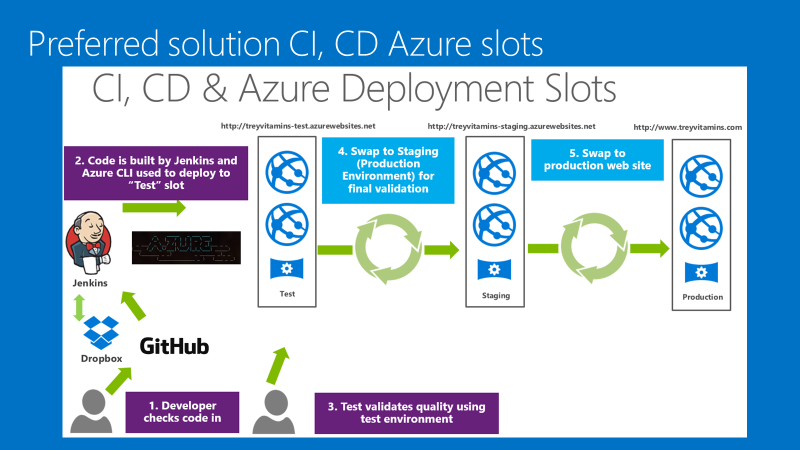 Preferred solution CI, CD Azure slots
CI, CD & Azure Deployment Slots
http://treyvitamins-test.azurewebsites.net
http://treyvitamins-staging.azurewebsites.net
http://www.treyvitamins.com
2. Code is built by Jenkins and
Azure CLI used to deploy to
“Test” slot
4. Swap to Staging
(Production
Environment) for
final validation
5. Swap to
production web site
AZURE
Jenkins
Test
Staging
Production
Dropbox
GitHub
1. Developer
checks code in
3. Test validates quality using
test environment